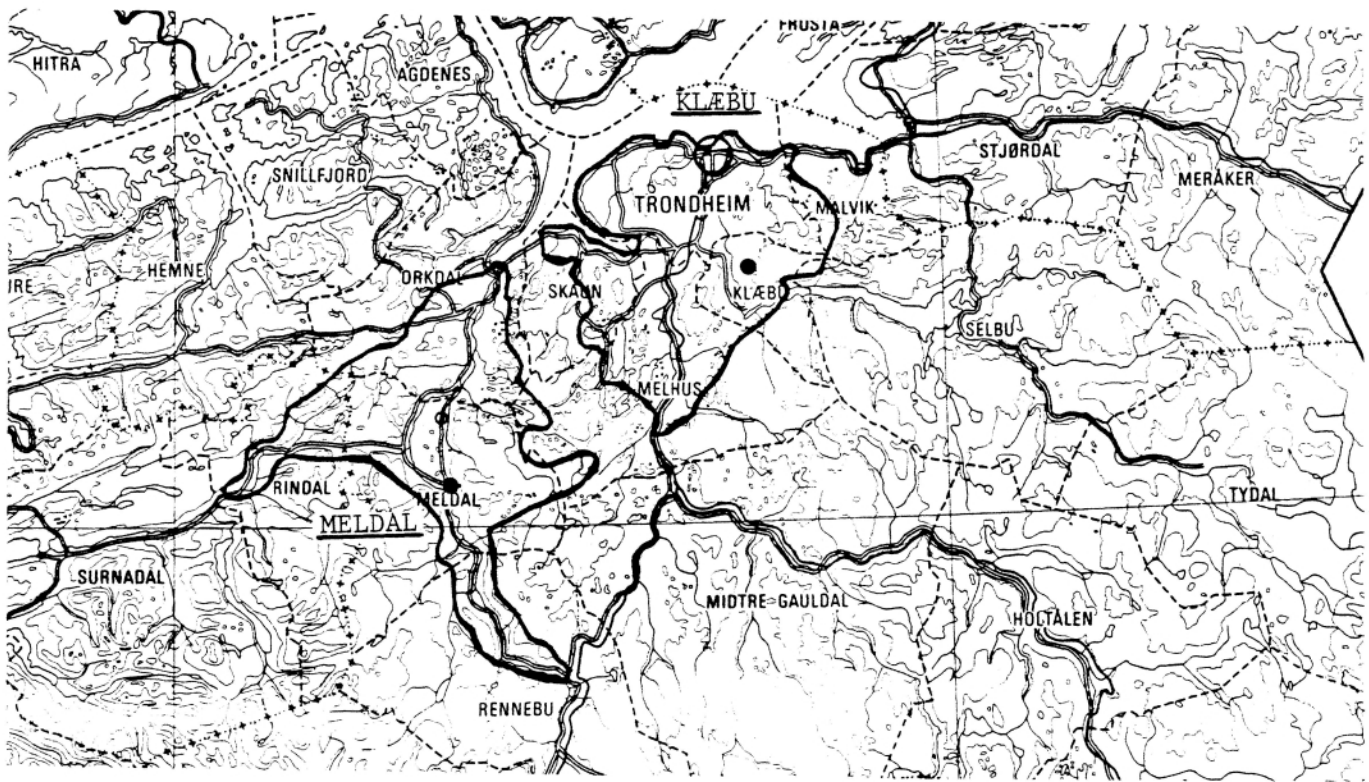 FROSTA
HITRA
AGDENES
KLÆBU
STJØRDAL
SNILLFJORD
MERÅKER
TRONDHEIM
MALVIK
HEMNE
ORKDAL
SKAUN
KLÆBU
SELBU
MELHUS
RINDAL
MELDAL
TYDAL
MELDAL
SURNADAL
MIDTRE GAULDAL
HOLTÅLEN
RENNEBU